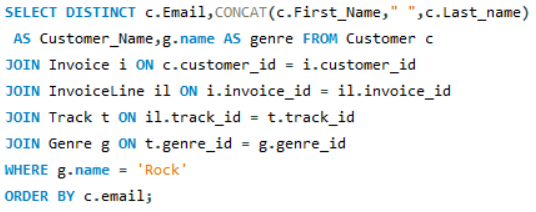 SELECT DISTINCT c.Email,CONCAT(c.First_Name," ",c.Last_name)
AS Customer_Name,g.name AS genre FROM Customer c
JOIN Invoice i ON c.customer_id = i.customer_id
JOIN InvoiceLine il ON i.invoice_id = il.invoice_id
JOIN Track t ON il.track_id = t.track_id
JOIN Genre g ON t.genre_id = g.genre_id
WHERE g.name = 'Rock'
ORDER BY c.email;